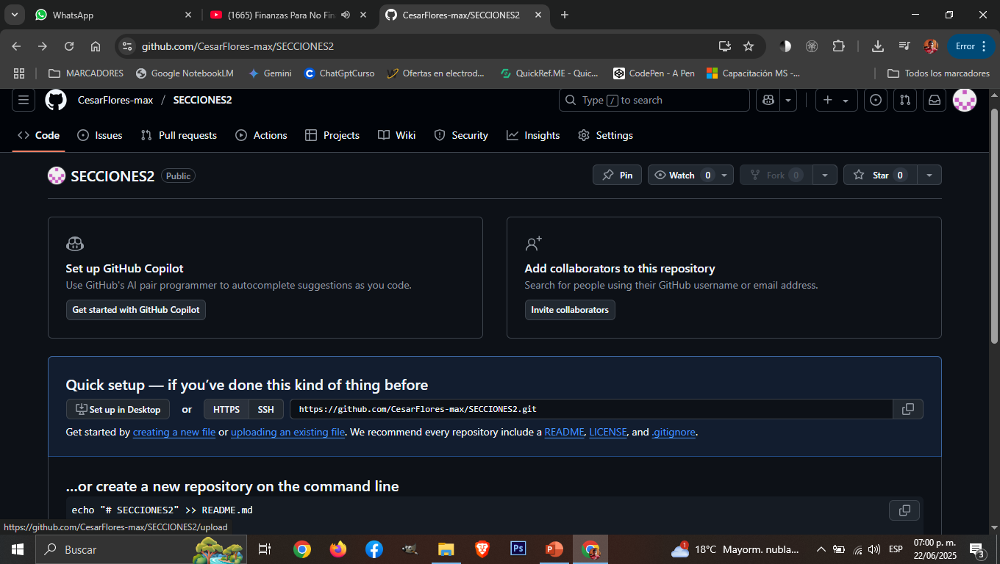 WhatsApp
(1665) Finanzas Para No Fin
CesarFlores-max/SECCIONES2
github.com/CesarFlores-max/SECCIONES2
Error
MARCADORES
Google NotebookLM
Gemini
ChatGptCurso
Ofertas en electrod...
QuickRef.ME - Quic...
CodePen - A Pen
Capacitación MS -...
Todos los marcadores
CesarFlores-max / SECCIONES2
Type / to search
Code
Issues
Pull requests
Actions
Projects
Wiki
Security
Insights
Settings
SECCIONES2 Public
Pin
Watch 0
Fork 0
Star 0
Set up GitHub Copilot
Use GitHub's AI pair programmer to autocomplete suggestions as you code.
Get started with GitHub Copilot
Add collaborators to this repository
Search for people using their GitHub username or email address.
Invite collaborators
Quick setup — if you’ve done this kind of thing before
Set up in Desktop or HTTPS SSH https://github.com/CesarFlores-max/SECCIONES2.git
Get started by creating a new file or uploading an existing file. We recommend every repository include a README, LICENSE, and .gitignore.
…or create a new repository on the command line
echo "# SECCIONES2" >> README.md
https://github.com/CesarFlores-max/SECCIONES2/upload
Buscar
Ps
P
1
18°C Mayorm. nubla...
ESP
07:00 p. m.
22/06/2025
3